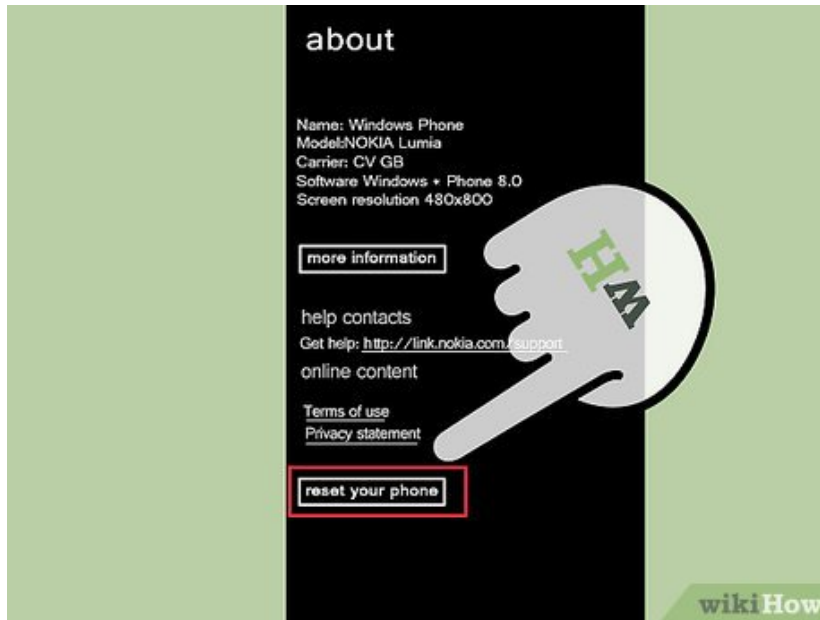 about
Name: Windows Phone
Model:NOKIA Lumia
Carrier: CV GB
Software Windows + Phone 8.0
Screen resolution 480x800
more information
help contacts
Get help: http://link.nokia.com/support
online content
Terms of use
Privacy statement
reset your phone
HW
wikiHow